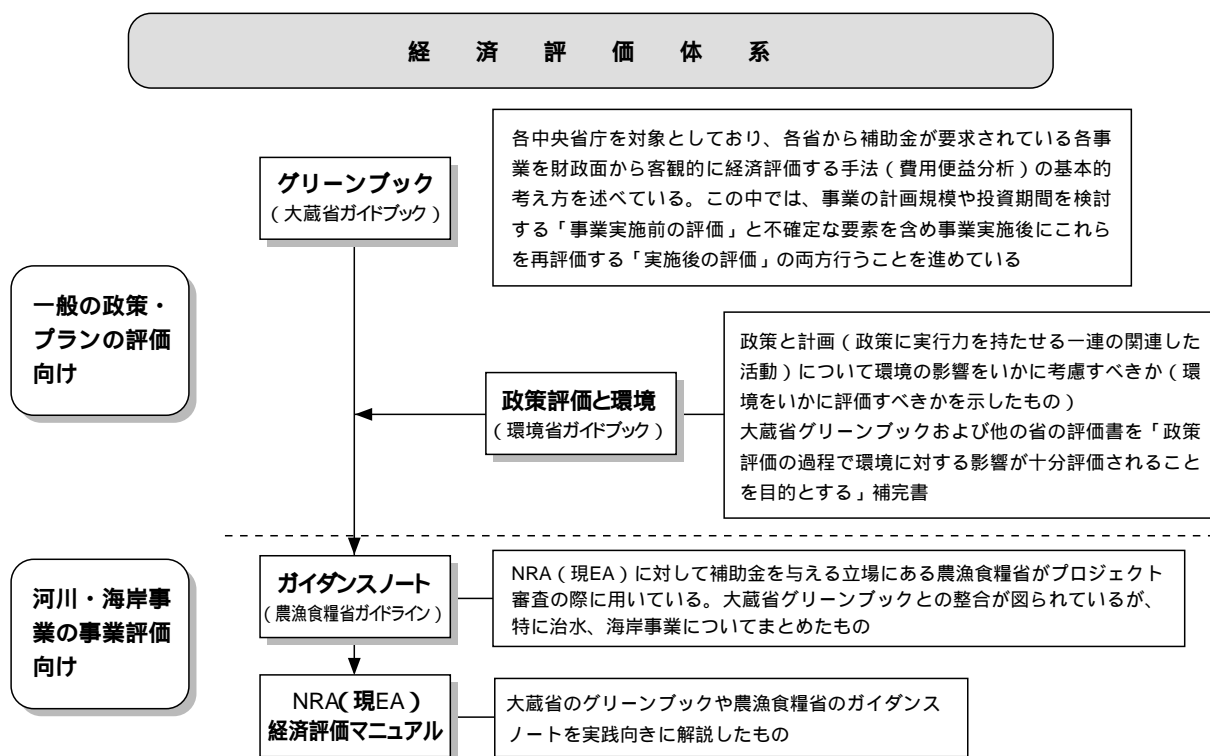 経済評価体系
グリーンブック
（大蔵省ガイドブック）
各中央省庁を対象としており、各省から補助金が要求されている各事
業を財政面から客観的に経済評価する手法（費用便益分析）の基本的
考え方を述べている。この中では、事業の計画規模や投資期間を検討
する「事業実施前の評価」と不確定な要素を含め事業実施後にこれら
を再評価する「実施後の評価」の両方行うことを進めている
一般の政策・
プランの評価
向け
政策評価と環境
（環境省ガイドブック）
政策と計画（政策に実行力を持たせる一連の関連した
活動）について環境の影響をいかに考慮すべきか（環
境をいかに評価すべきかを示したもの）
大蔵省グリーンブックおよび他の省の評価書を「政策
評価の過程で環境に対する影響が十分評価されること
を目的とする」補完書
河川・海岸事
業の事業評価
向け
ガイダンスノート
（農漁食糧省ガイドライン）
NRA（現EA）に対して補助金を与える立場にある農漁食糧省がプロジェクト
審査の際に用いている。大蔵省グリーンブックとの整合が図られているが、
特に治水、海岸事業についてまとめたもの
NRA（現EA）
経済評価マニュアル
大蔵省のグリーンブックや農漁食糧省のガイダンス
ノートを実践向きに解説したもの